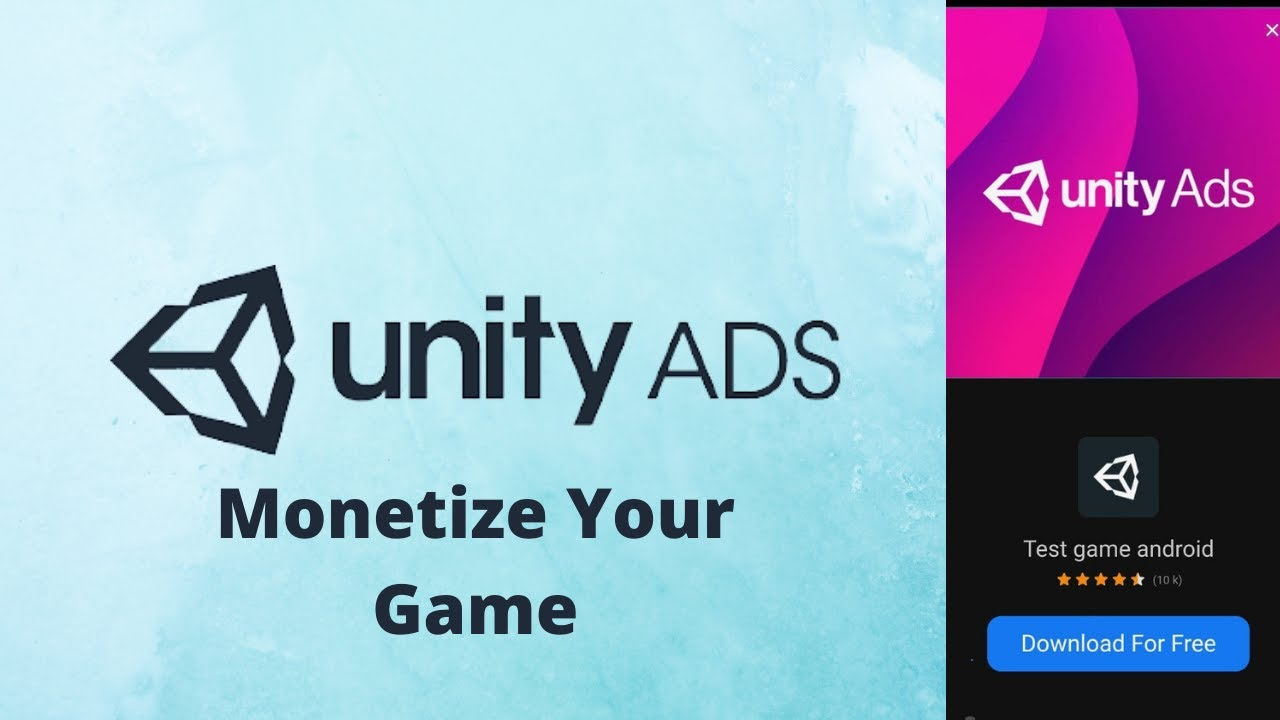 unity ADS
Monetize Your
Game
×
unity Ads
Test game android
(10 k)
Download For Free